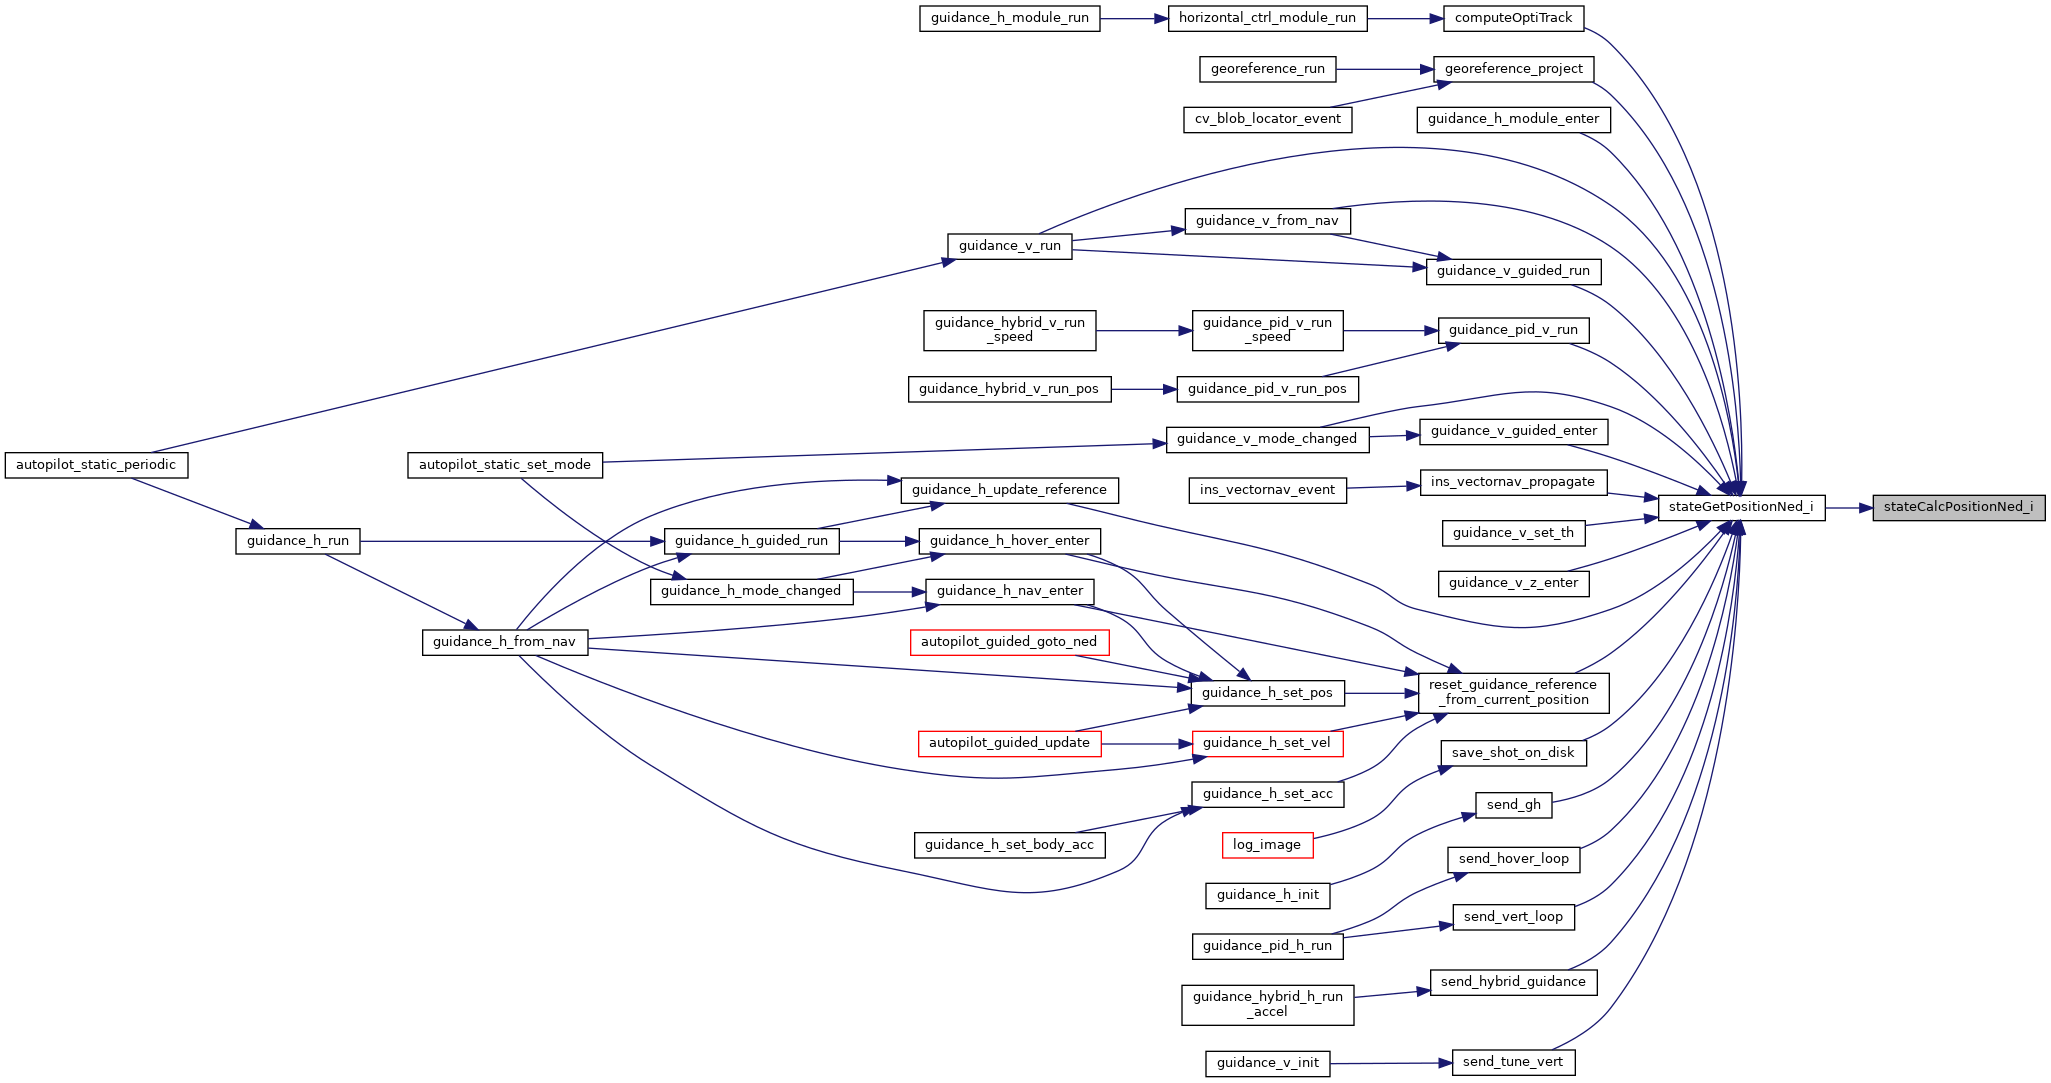 guidance_h_module_run
horizontal_ctrl_module_run
computeOptiTrack
georeference_run
georeference_project
cv_blob_locator_event
guidance_h_module_enter
guidance_v_from_nav
guidance_v_run
guidance_v_guided_run
guidance_hybrid_v_run
_speed
guidance_pid_v_run
_speed
guidance_pid_v_run
guidance_hybrid_v_run_pos
guidance_pid_v_run_pos
guidance_v_mode_changed
guidance_v_guided_enter
autopilot_static_periodic
autopilot_static_set_mode
guidance_h_update_reference
ins_vectornav_event
ins_vectornav_propagate
stateGetPositionNed_i
stateCalcPositionNed_i
guidance_v_set_th
guidance_h_run
guidance_h_guided_run
guidance_h_hover_enter
guidance_v_z_enter
guidance_h_mode_changed
guidance_h_nav_enter
guidance_h_from_nav
autopilot_guided_goto_ned
guidance_h_set_pos
reset_guidance_reference
_from_current_position
autopilot_guided_update
guidance_h_set_vel
save_shot_on_disk
guidance_h_set_acc
send_gh
guidance_h_set_body_acc
log_image
send_hover_loop
guidance_h_init
send_vert_loop
guidance_pid_h_run
send_hybrid_guidance
guidance_hybrid_h_run
_accel
guidance_v_init
send_tune_vert